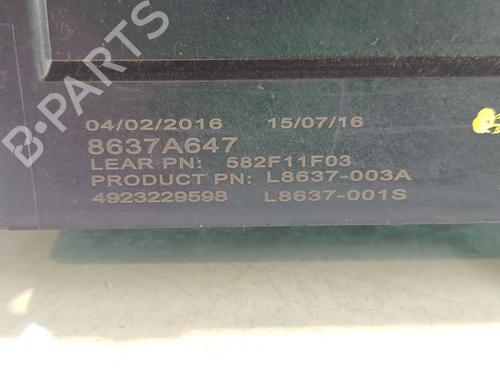 B-PARTS
04/02/2016 15/07/16
8637A647
LEAR PN: 582F11F03
PRODUCT PN: L8637-003A
4923229598 L8637-001S